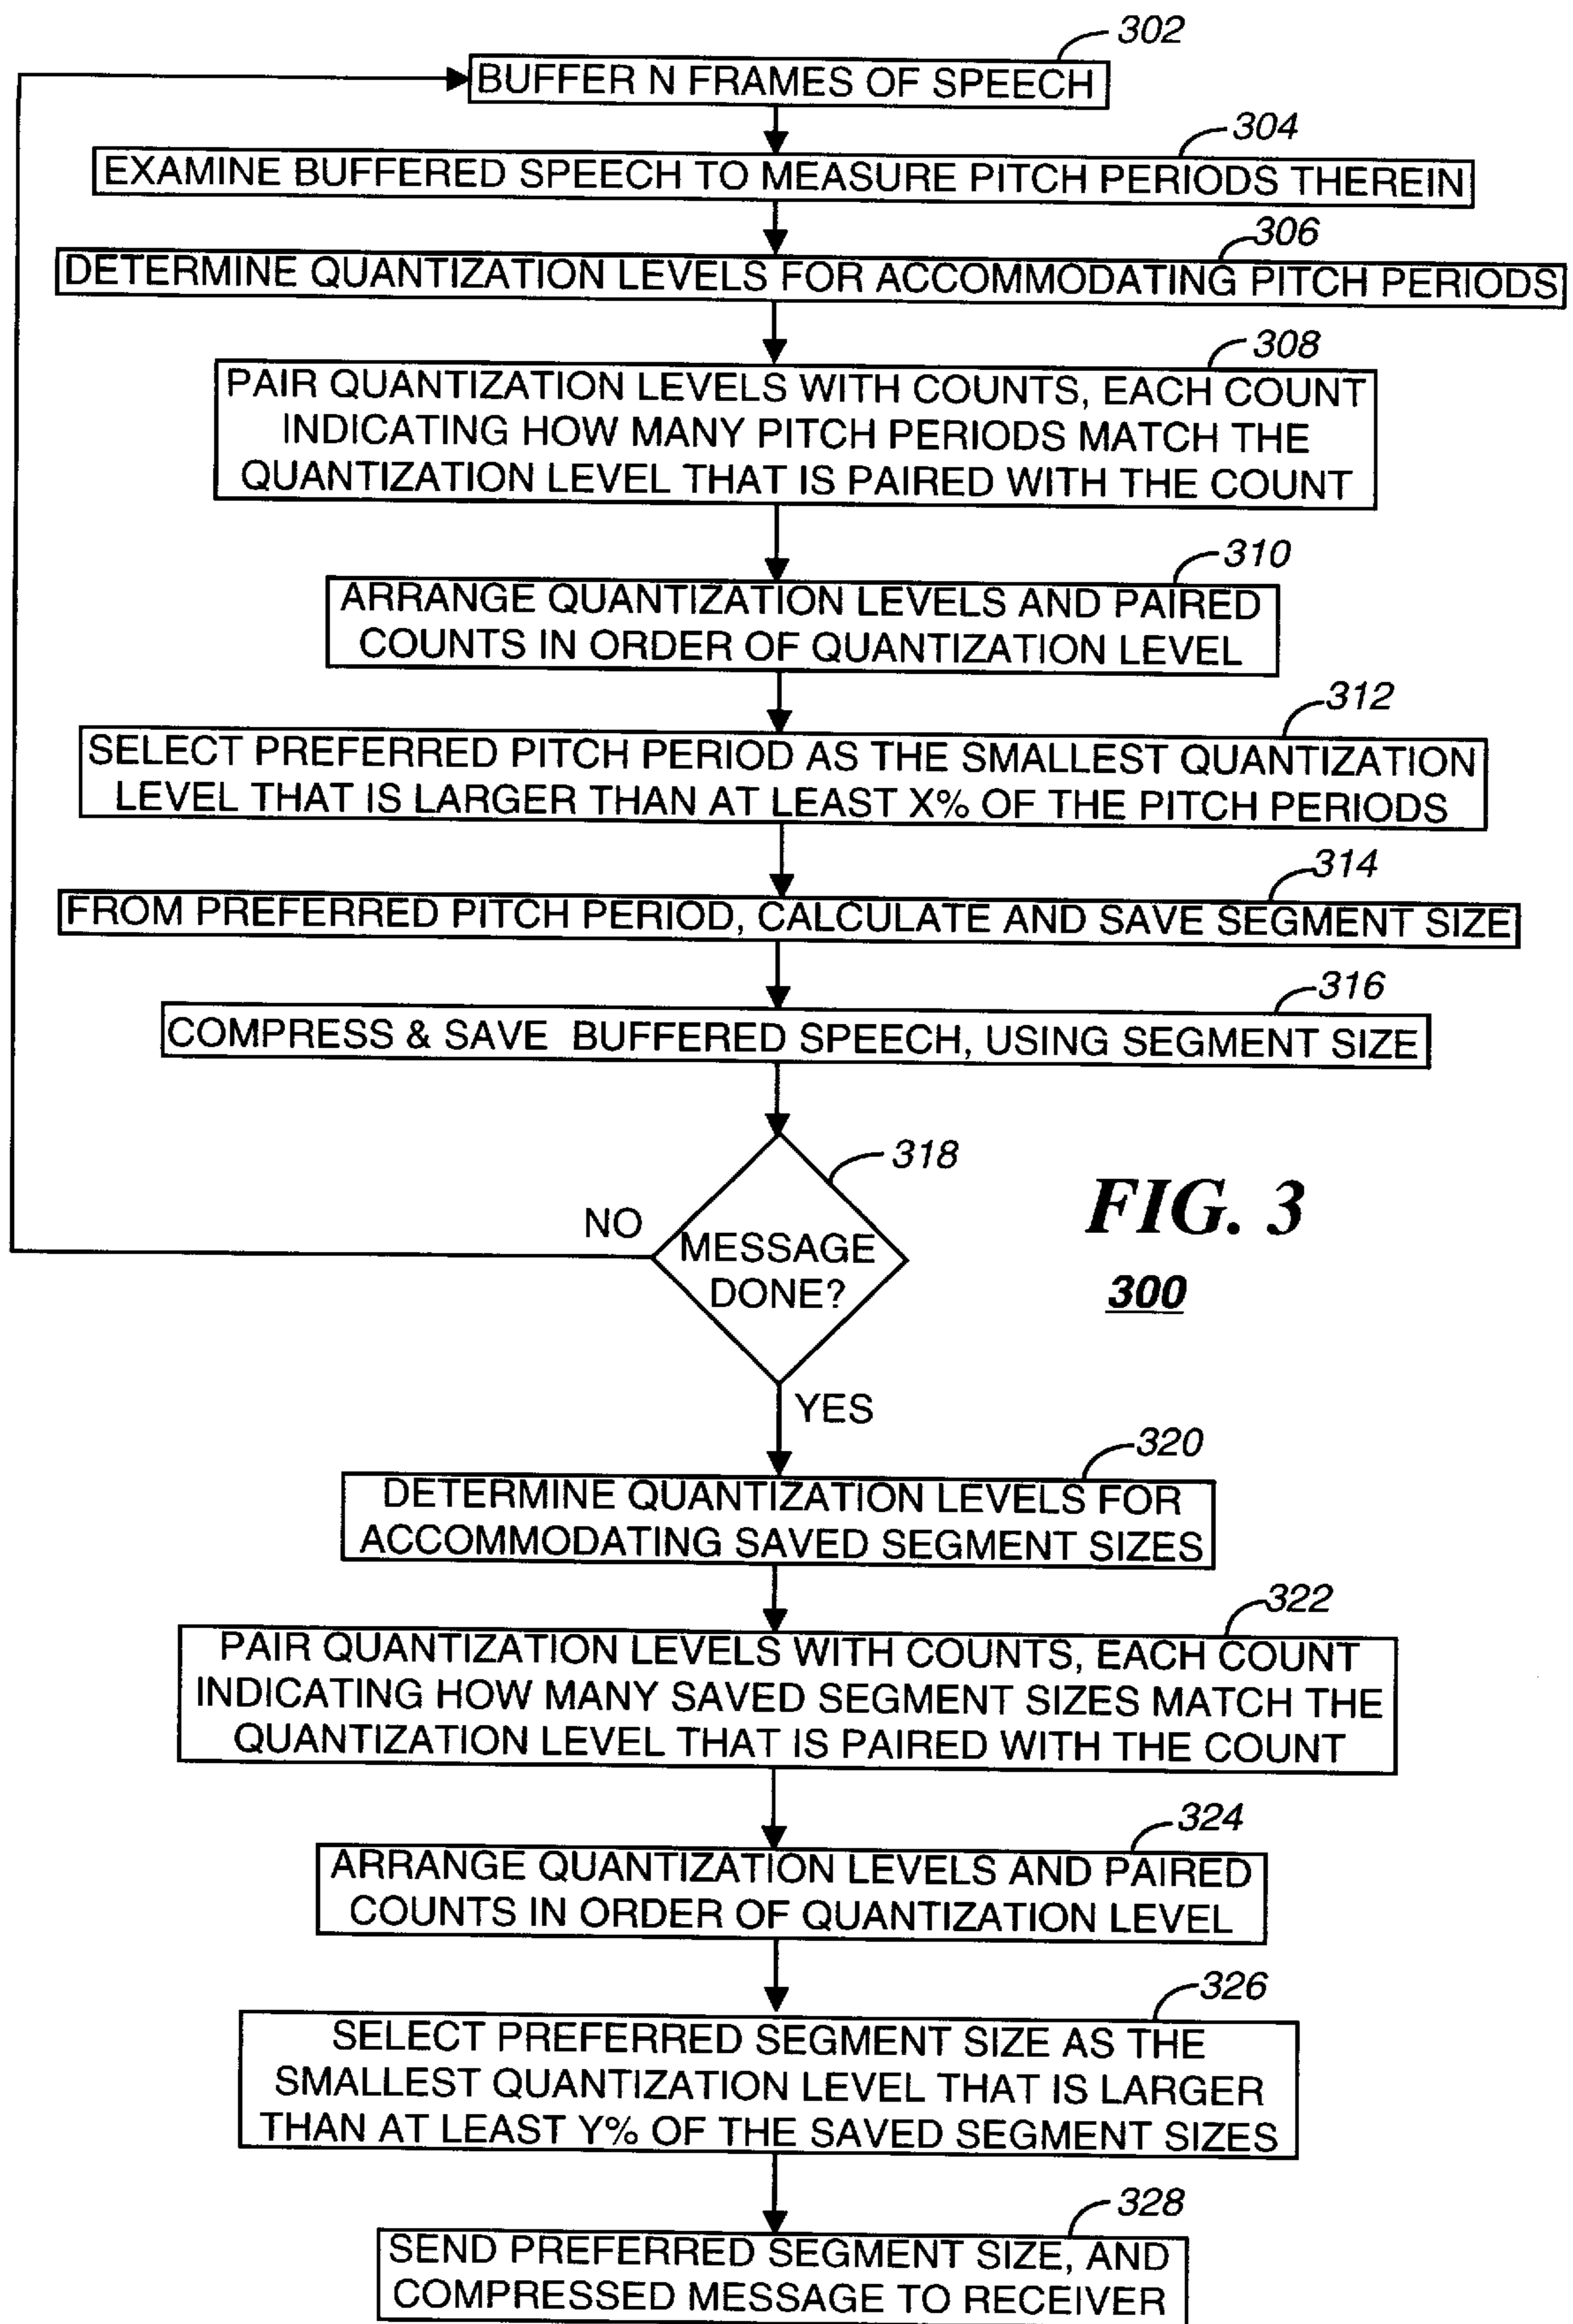 302
BUFFER N FRAMES OF SPEECH
304
EXAMINE BUFFERED SPEECH TO MEASURE PITCH PERIODS THEREIN
306
DETERMINE QUANTIZATION LEVELS FOR ACCOMMODATING PITCH PERIODS
308
PAIR QUANTIZATION LEVELS WITH COUNTS, EACH COUNT
INDICATING HOW MANY PITCH PERIODS MATCH THE
QUANTIZATION LEVEL THAT IS PAIRED WITH THE COUNT
310
ARRANGE QUANTIZATION LEVELS AND PAIRED
COUNTS IN ORDER OF QUANTIZATION LEVEL
312
SELECT PREFERRED PITCH PERIOD AS THE SMALLEST QUANTIZATION
LEVEL THAT IS LARGER THAN AT LEAST X% OF THE PITCH PERIODS
314
FROM PREFERRED PITCH PERIOD, CALCULATE AND SAVE SEGMENT SIZE
316
COMPRESS & SAVE BUFFERED SPEECH, USING SEGMENT SIZE
318
NO
MESSAGE
DONE?
FIG. 3
300
YES
320
DETERMINE QUANTIZATION LEVELS FOR
ACCOMMODATING SAVED SEGMENT SIZES
322
PAIR QUANTIZATION LEVELS WITH COUNTS, EACH COUNT
INDICATING HOW MANY SAVED SEGMENT SIZES MATCH THE
QUANTIZATION LEVEL THAT IS PAIRED WITH THE COUNT
324
ARRANGE QUANTIZATION LEVELS AND PAIRED
COUNTS IN ORDER OF QUANTIZATION LEVEL
326
SELECT PREFERRED SEGMENT SIZE AS THE
SMALLEST QUANTIZATION LEVEL THAT IS LARGER
THAN AT LEAST Y% OF THE SAVED SEGMENT SIZES
328
SEND PREFERRED SEGMENT SIZE, AND
COMPRESSED MESSAGE TO RECEIVER